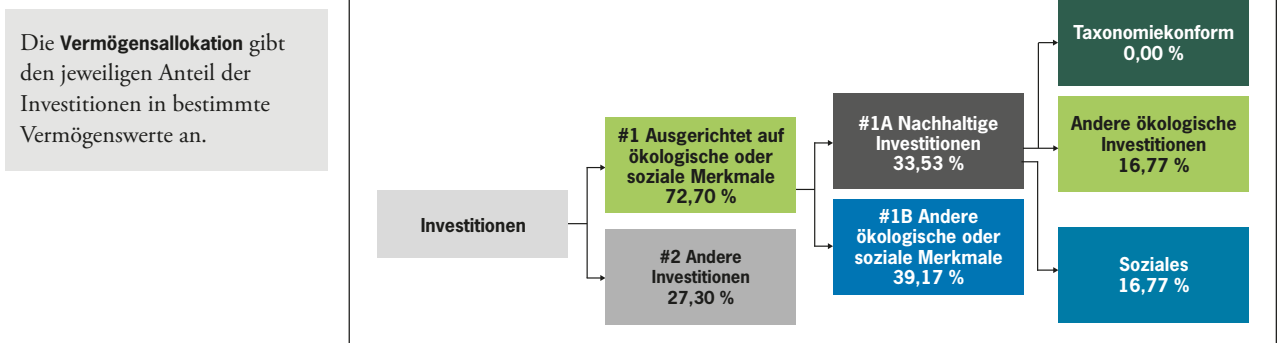 Die Vermögensallokation gibt
den jeweiligen Anteil der
Investitionen in bestimmte
Vermögenswerte an.
Investitionen
#1 Ausgerichtet auf
ökologische oder
soziale Merkmale
72,70 %
#2 Andere
Investitionen
27,30 %
#1A Nachhaltige
Investitionen
33,53 %
#1B Andere
ökologische oder
soziale Merkmale
39,17 %
Taxonomiekonform
0,00 %
Andere ökologische
Investitionen
16,77 %
Soziales
16,77 %